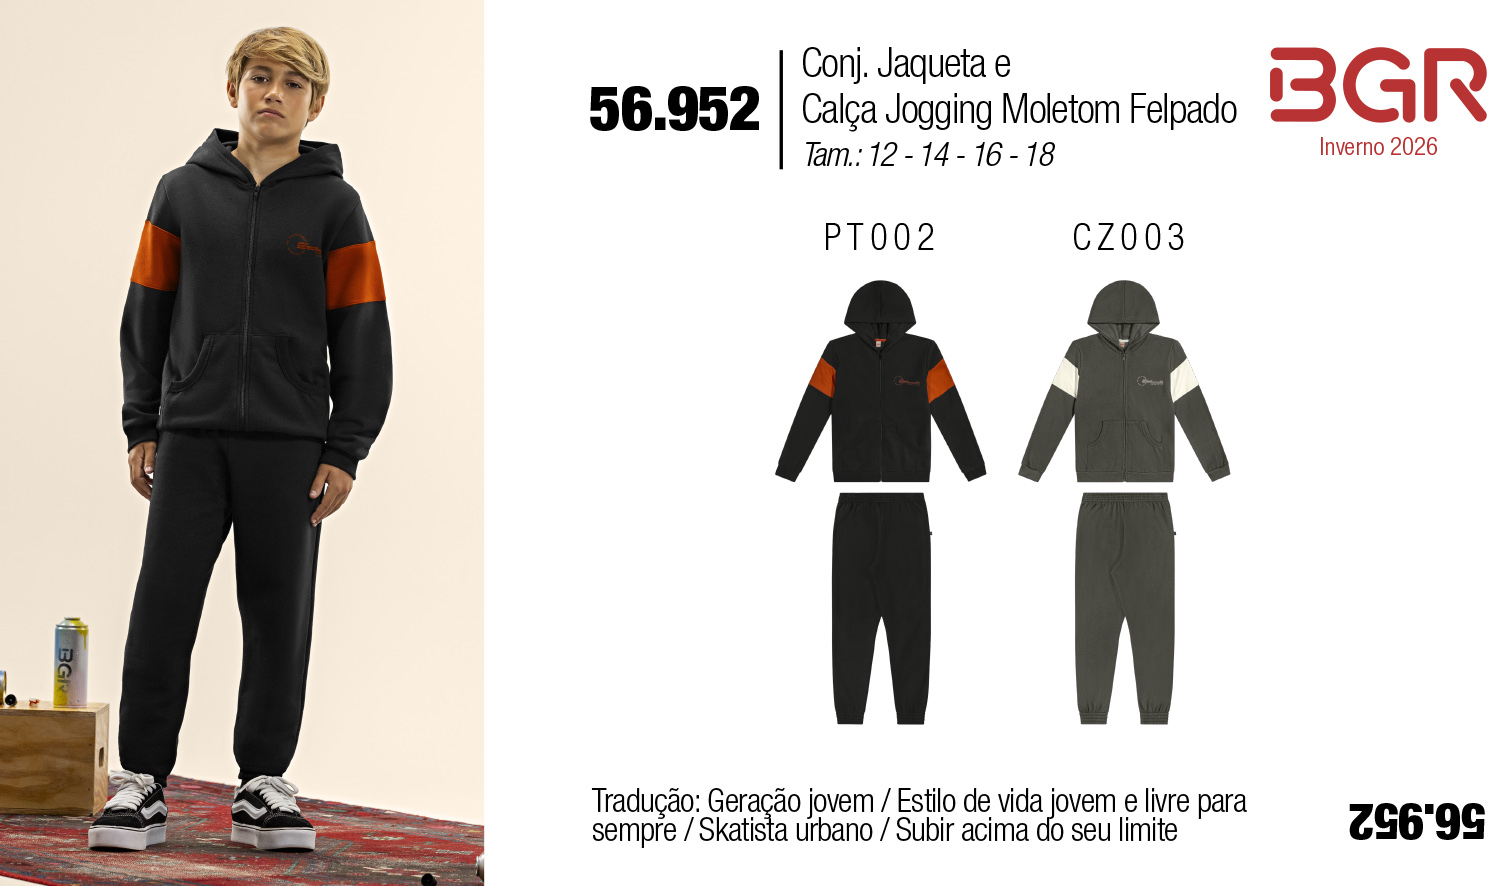 56.952
Conj. Jaqueta e
Calça Jogging Moletom Felpado
Tam.: 12 - 14 - 16 - 18
BGR
Inverno 2026
PT002
CZ003
BGR
Tradução: Geração jovem / Estilo de vida jovem e livre para
sempre / Skatista urbano / Subir acima do seu limite
56.952